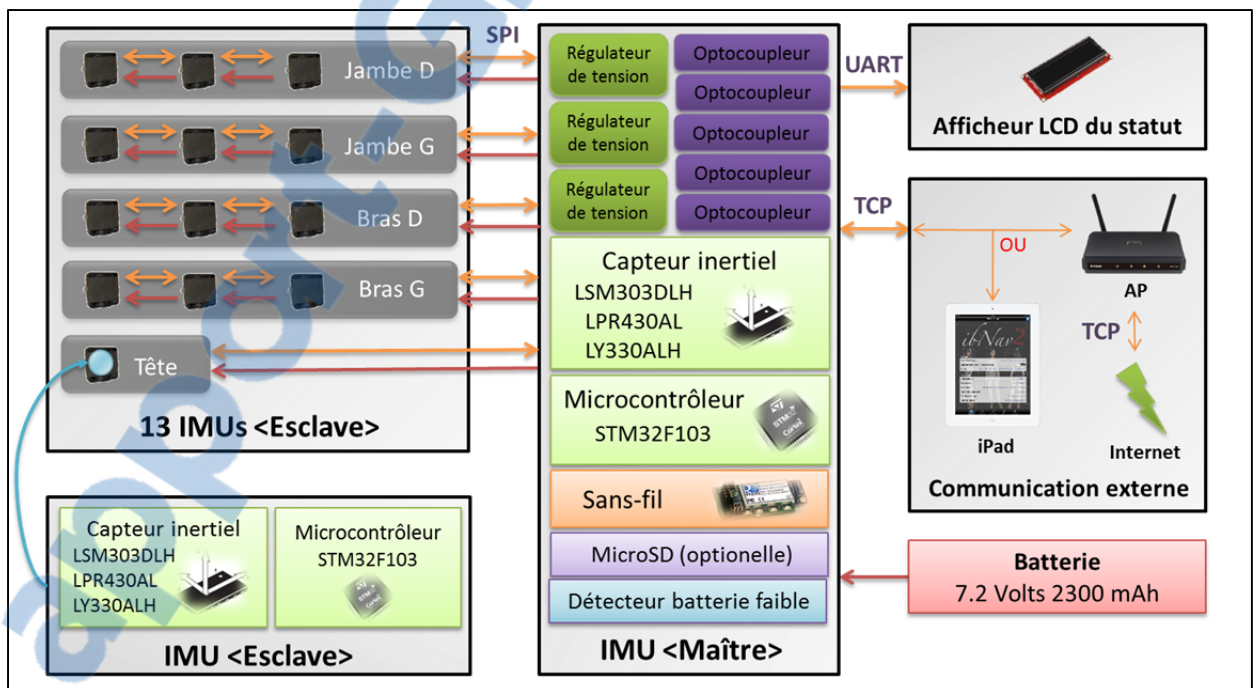 SPI
Jambe D
Jambe G
Bras D
Bras G
Tête
13 IMUs <Esclave>
Capteur inertiel
LSM303DLH
LPR430AL
LY330ALH
Microcontrôleur
STM32F103
IMU <Esclave>
Régulateur
de tension
Régulateur
de tension
Régulateur
de tension
Optocoupleur
Optocoupleur
Optocoupleur
Optocoupleur
Optocoupleur
Capteur inertiel
LSM303DLH
LPR430AL
LY330ALH
Microcontrôleur
STM32F103
STM32
Cortex
Sans-fil
MicroSD (optionelle)
Détecteur batterie faible
IMU <Maître>
UART
Afficheur LCD du statut
TCP
OU
AP
TCP
ibNav2
iPad
Internet
Communication externe
Batterie
7.2 Volts 2300 mAh